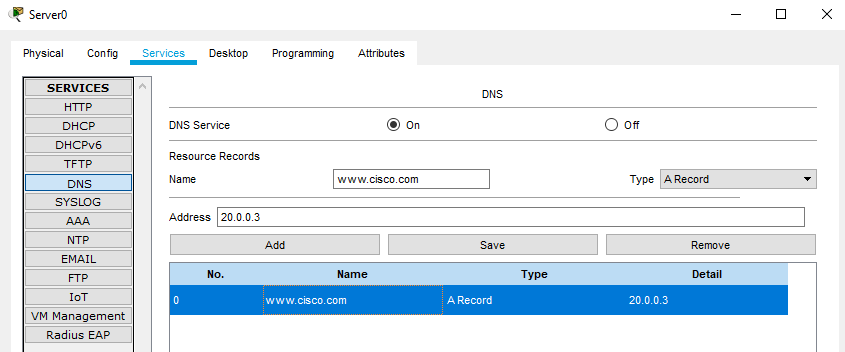 Server0
Physical Config Services Desktop Programming Attributes
SERVICES
HTTP
DHCP
DHCPv6
TFTP
DNS
SYSLOG
AAA
NTP
EMAIL
FTP
IoT
VM Management
Radius EAP
DNS
DNS Service On Off
Resource Records
Name www.cisco.com Type A Record
Address 20.0.0.3
Add Save Remove
No. Name Type Detail
0 www.cisco.com A Record 20.0.0.3